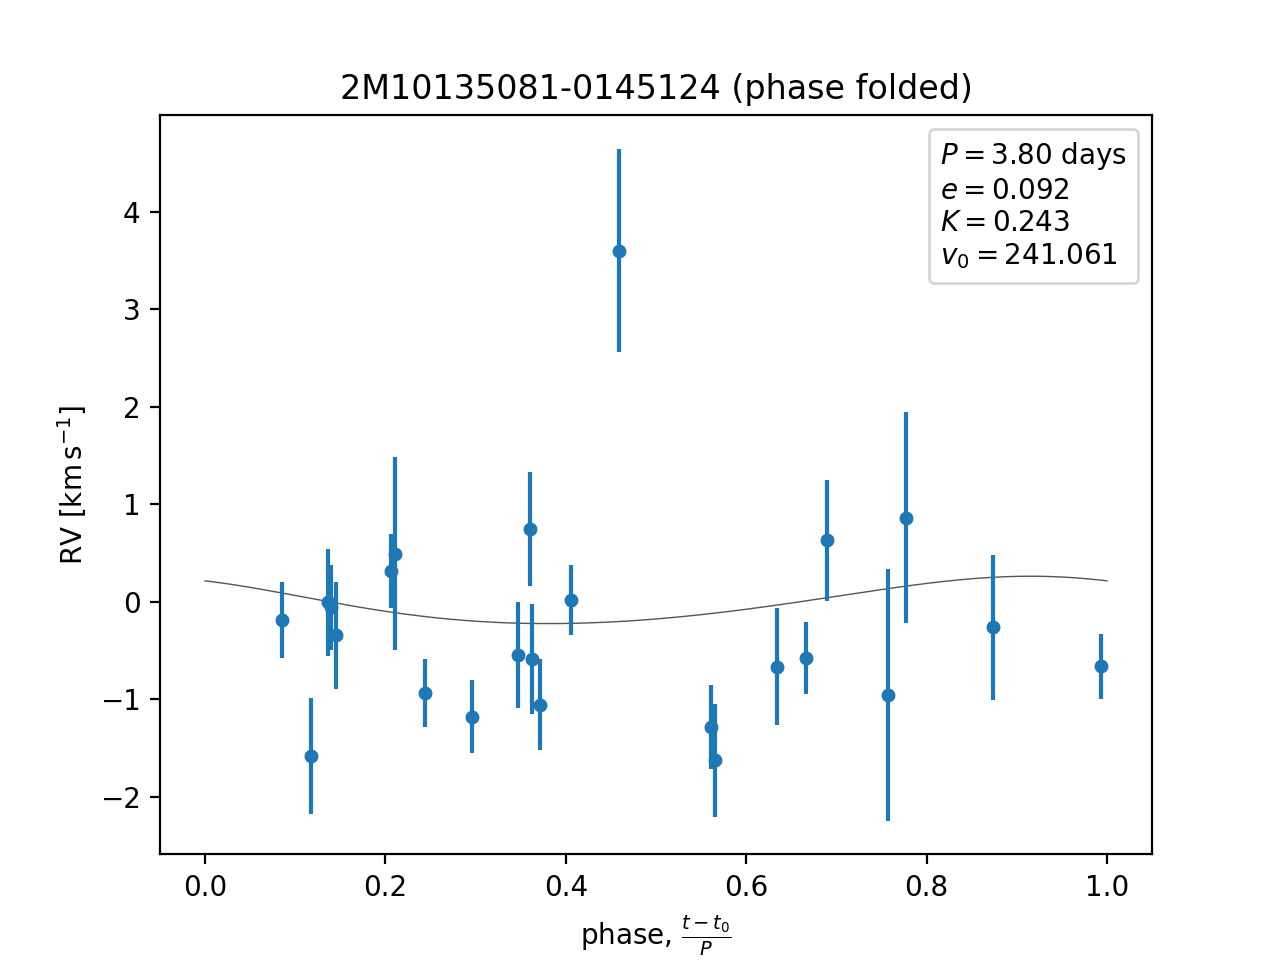 2M10135081-0145124 (phase folded)
P = 3.80 days
e = 0.092
K = 0.243
v₀ = 241.061
4
3
2
1
0
−1
−2
RV [km s⁻¹]
0.0 0.2 0.4 0.6 0.8 1.0
phase, (t − t₀)/P